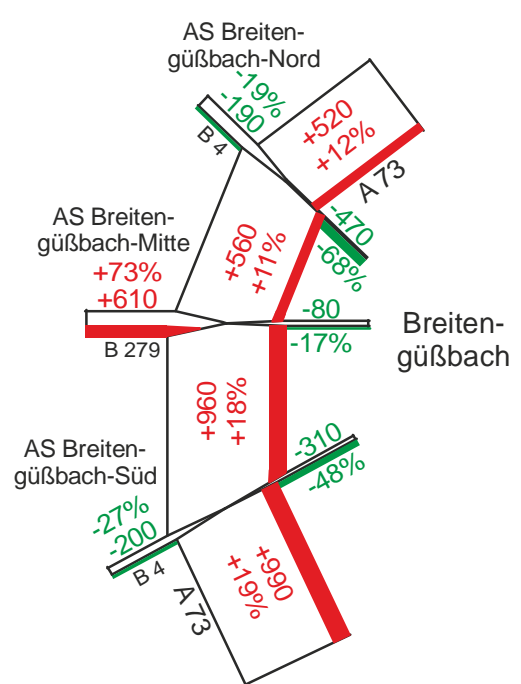 AS Breiten-
güßbach-Nord
-19%
-190
B 4
+520
+12%
A 73
-470
-68%
AS Breiten-
güßbach-Mitte
+73%
+610
B 279
+560
+11%
-80
-17%
Breiten-
güßbach
+960
+18%
AS Breiten-
güßbach-Süd
-310
-48%
-27%
-200
B 4
A 73
+990
+19%